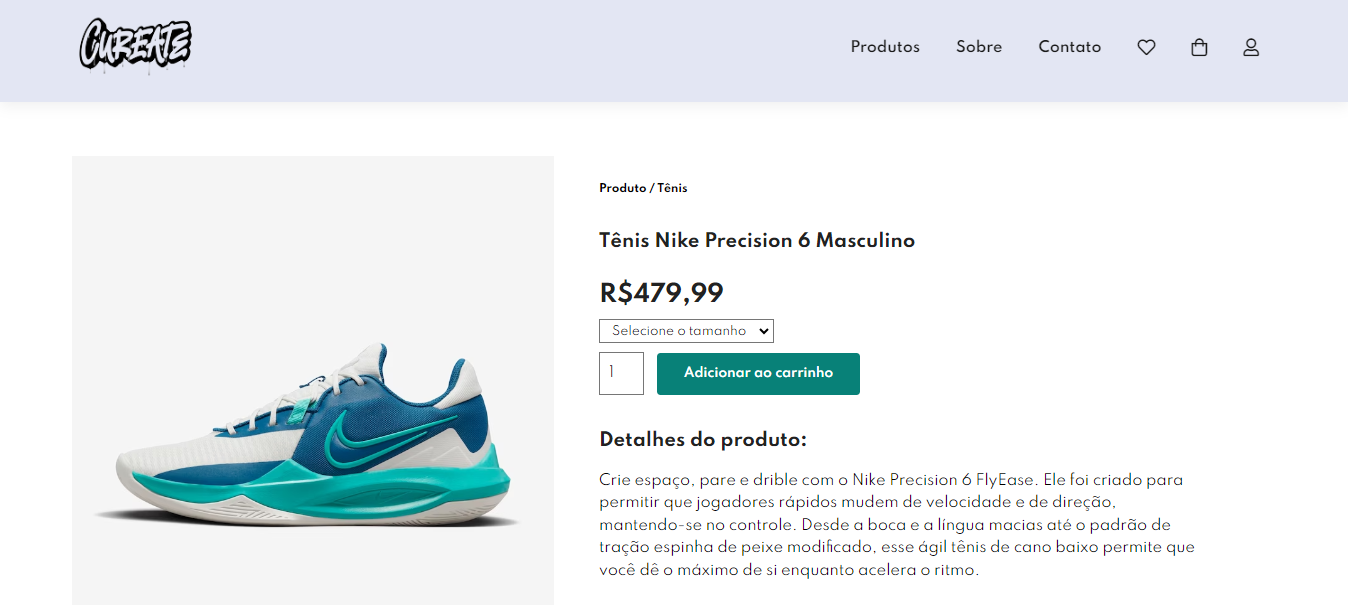 CUREATE
Produtos Sobre Contato
Produto / Tênis
Tênis Nike Precision 6 Masculino
R$479,99
Selecione o tamanho
1 Adicionar ao carrinho
Detalhes do produto:
Crie espaço, pare e drible com o Nike Precision 6 FlyEase. Ele foi criado para
permitir que jogadores rápidos mudem de velocidade e de direção,
mantendo-se no controle. Desde a boca e a língua macias até o padrão de
tração espinha de peixe modificado, esse ágil tênis de cano baixo permite que
você dê o máximo de si enquanto acelera o ritmo.